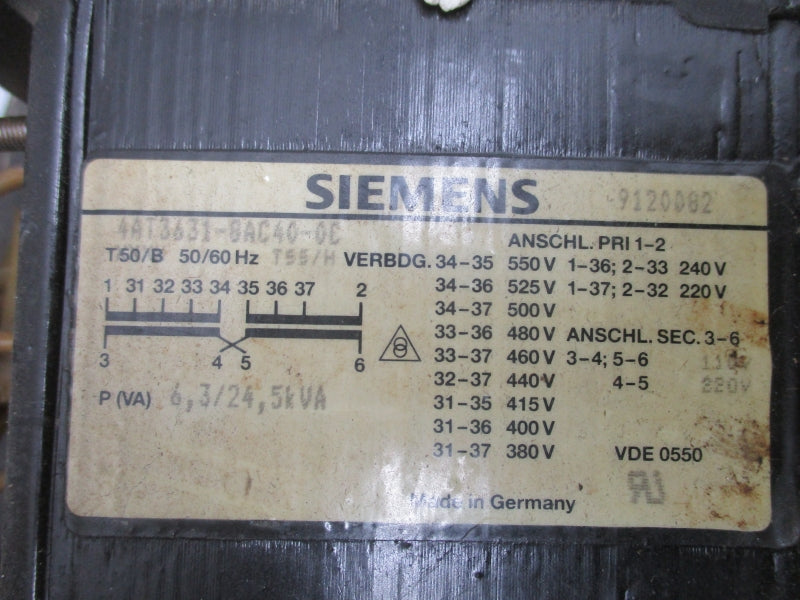 SIEMENS 9120082
4AT3631-8AC40-0C
ANSCHL. PRI 1-2
T50/B 50/60 Hz T55/H VERBDG. 34-35 550 V 1-36; 2-33 240 V
34-36 525 V 1-37; 2-32 220 V
1 31 32 33 34 35 36 37 2
34-37 500 V
33-36 480 V ANSCHL. SEC. 3-6
3 4 5 6
33-37 460 V 3-4; 5-6 110V
32-37 440 V 4-5 220V
P (VA) 6,3/24,5kVA
31-35 415 V
31-36 400 V
31-37 380 V VDE 0550
Made in Germany